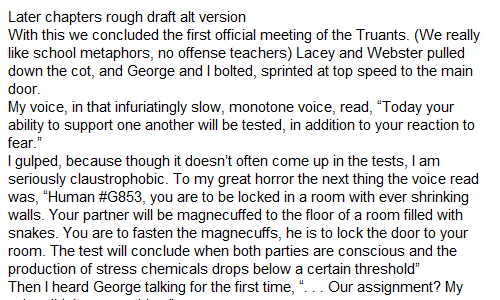 Later chapters rough draft alt version
With this we concluded the first official meeting of the Truants. (We really
like school metaphors, no offense teachers) Lacey and Webster pulled
down the cot, and George and I bolted, sprinted at top speed to the main
door.
My voice, in that infuriatingly slow, monotone voice, read, “Today your
ability to support one another will be tested, in addition to your reaction to
fear.”
I gulped, because though it doesn’t often come up in the tests, I am
seriously claustrophobic. To my great horror the next thing the voice read
was, “Human #G853, you are to be locked in a room with ever shrinking
walls. Your partner will be magnecuffed to the floor of a room filled with
snakes. You are to fasten the magnecuffs, he is to lock the door to your
room. The test will conclude when both parties are conscious and the
production of stress chemicals drops below a certain threshold”
Then I heard George talking for the first time, “. . . Our assignment? My